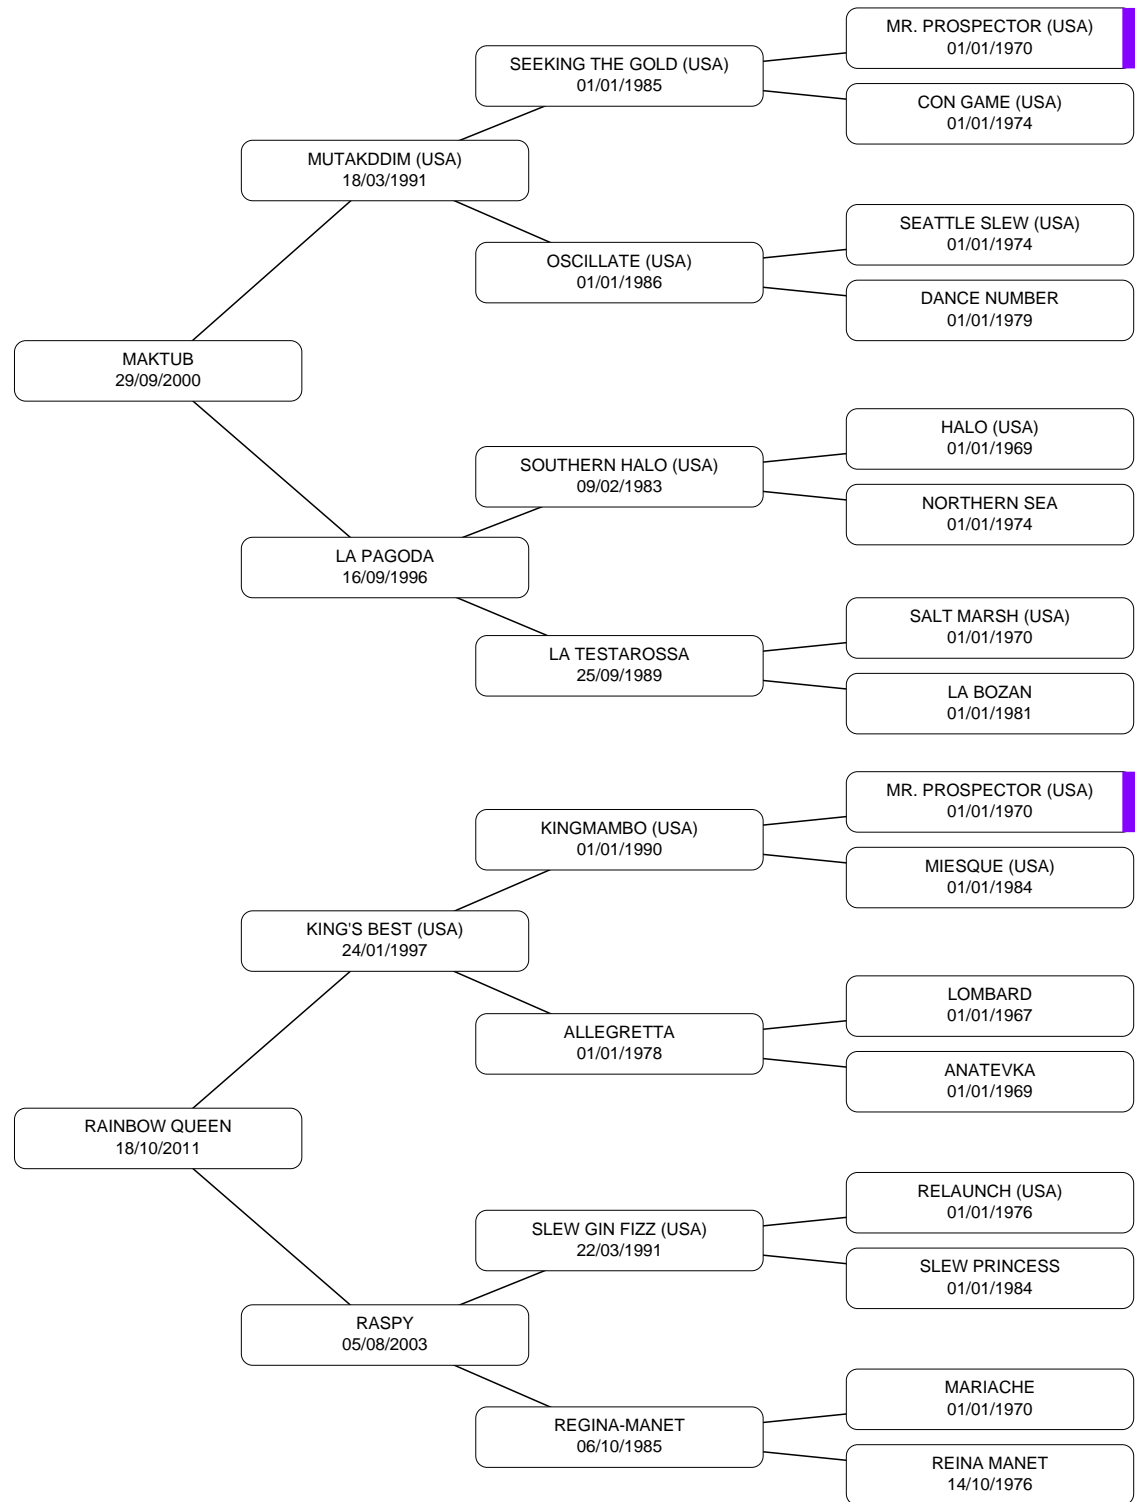 MR. PROSPECTOR (USA)
01/01/1970
SEEKING THE GOLD (USA)
01/01/1985
CON GAME (USA)
01/01/1974
MUTAKDDIM (USA)
18/03/1991
SEATTLE SLEW (USA)
01/01/1974
OSCILLATE (USA)
01/01/1986
DANCE NUMBER
01/01/1979
MAKTUB
29/09/2000
HALO (USA)
01/01/1969
SOUTHERN HALO (USA)
09/02/1983
NORTHERN SEA
01/01/1974
LA PAGODA
16/09/1996
SALT MARSH (USA)
01/01/1970
LA TESTAROSSA
25/09/1989
LA BOZAN
01/01/1981
MR. PROSPECTOR (USA)
01/01/1970
KINGMAMBO (USA)
01/01/1990
MIESQUE (USA)
01/01/1984
KING'S BEST (USA)
24/01/1997
LOMBARD
01/01/1967
ALLEGRETTA
01/01/1978
ANATEVKA
01/01/1969
RAINBOW QUEEN
18/10/2011
RELAUNCH (USA)
01/01/1976
SLEW GIN FIZZ (USA)
22/03/1991
SLEW PRINCESS
01/01/1984
RASPY
05/08/2003
MARIACHE
01/01/1970
REGINA-MANET
06/10/1985
REINA MANET
14/10/1976